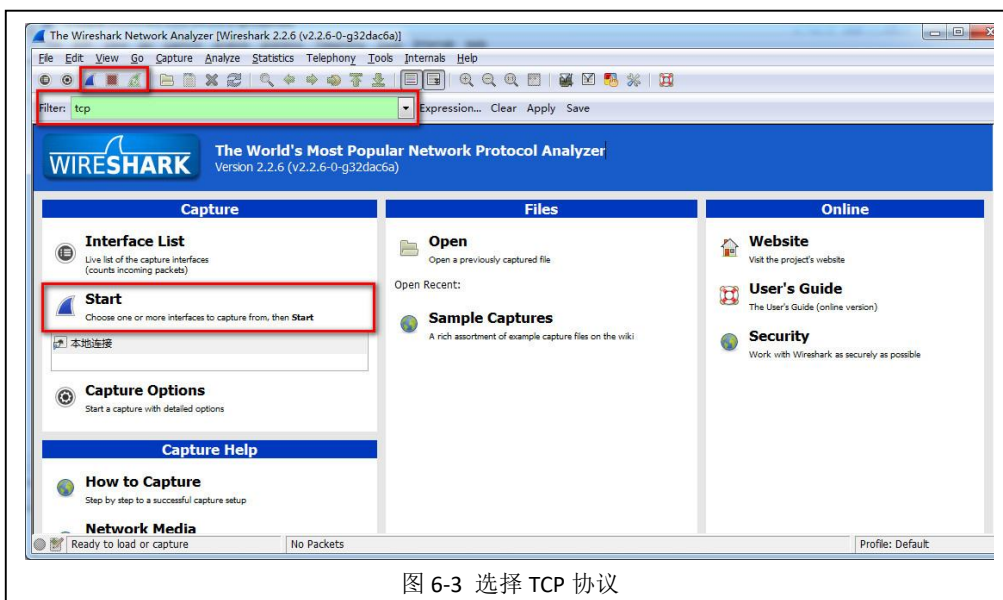 The Wireshark Network Analyzer [Wireshark 2.2.6 (v2.2.6-0-g32dac6a)]
File Edit View Go Capture Analyze Statistics Telephony Tools Internals Help
Filter: tcp Expression... Clear Apply Save
WIRESHARK
The World's Most Popular Network Protocol Analyzer
Version 2.2.6 (v2.2.6-0-g32dac6a)
Capture
Interface List
Live list of the capture interfaces
(counts incoming packets)
Start
Choose one or more interfaces to capture from, then Start
本地连接
Capture Options
Start a capture with detailed options
Capture Help
How to Capture
Step by step to a successful capture setup
Network Media
Files
Open
Open a previously captured file
Open Recent:
Sample Captures
A rich assortment of example capture files on the wiki
Online
Website
Visit the project's website
User's Guide
The User's Guide (online version)
Security
Work with Wireshark as securely as possible
Ready to load or capture No Packets Profile: Default
图 6-3 选择 TCP 协议